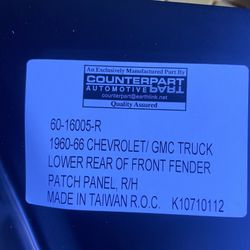 An Exclusively Manufactured Part By
COUNTERPART
AUTOMOTIVE PART
counterpart@earthlink.net
Quality Assured
60-16005-R
1960-66 CHEVROLET/ GMC TRUCK
LOWER REAR OF FRONT FENDER
PATCH PANEL, R/H
MADE IN TAIWAN R.O.C. K10710112